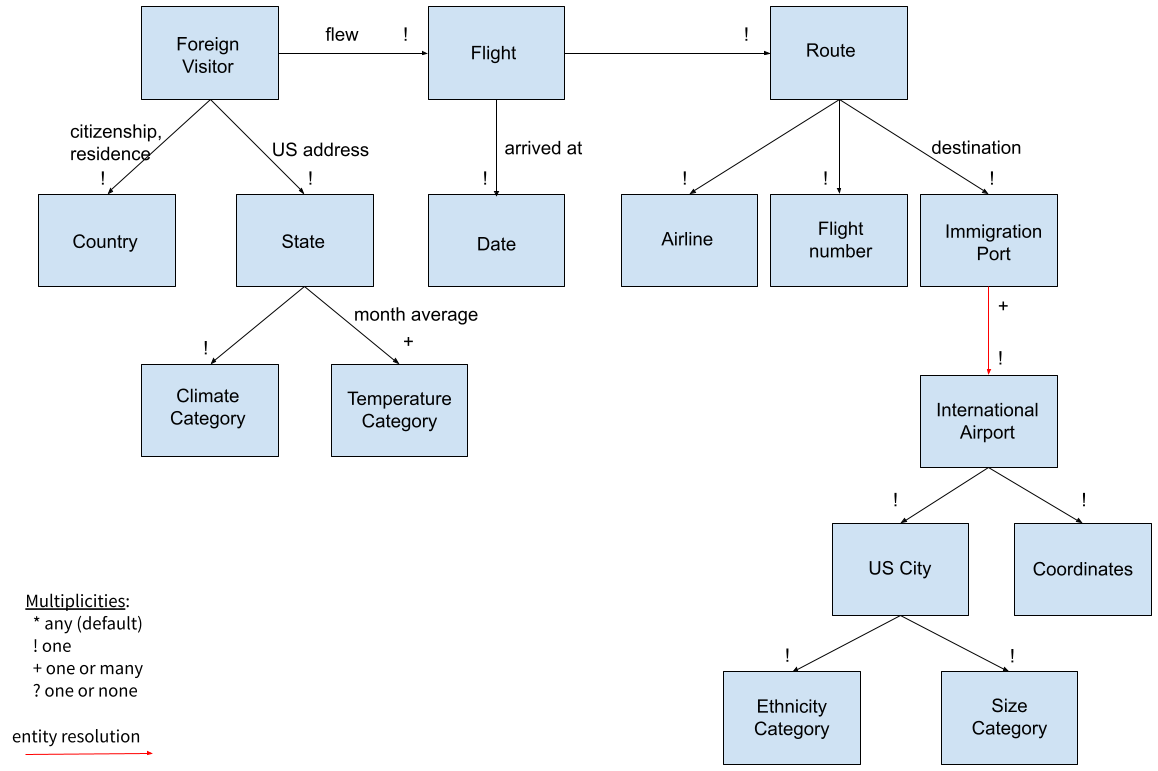 flew
!
!
Foreign
Visitor
Flight
Route
citizenship,
residence
US address
arrived at
destination
!
!
!
!
!
!
Country
State
Date
Airline
Flight
number
Immigration
Port
month average
+
+
!
!
Climate
Category
Temperature
Category
International
Airport
!
!
US City
Coordinates
Multiplicities:
* any (default)
! one
+ one or many
? one or none
!
!
Ethnicity
Category
Size
Category
entity resolution